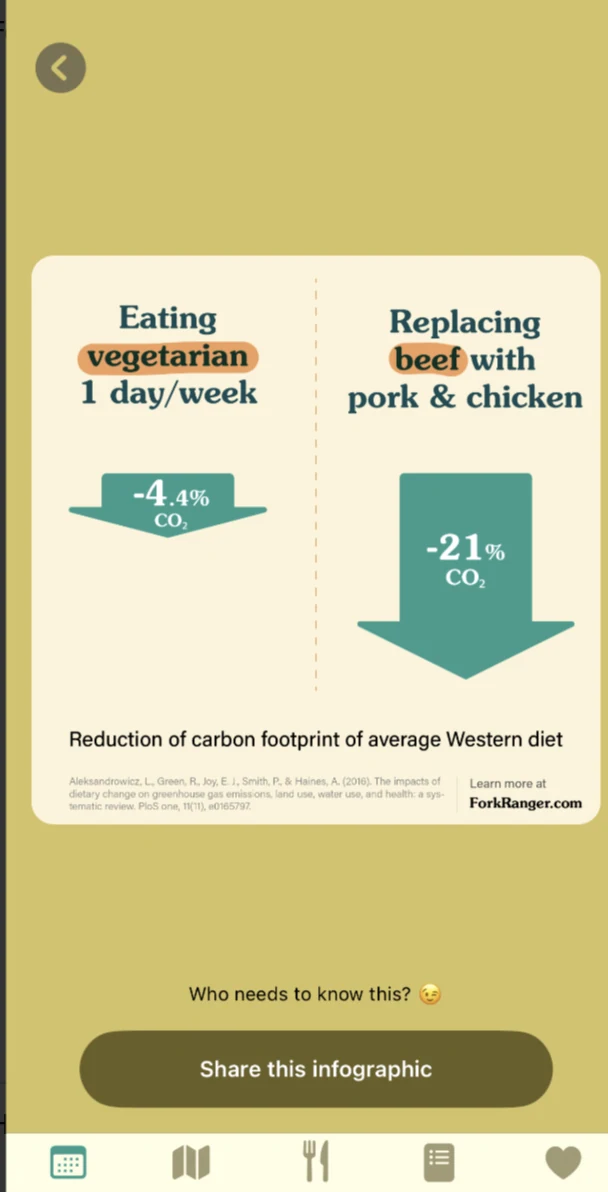 Eating
vegetarian
1 day/week
-4.4%
CO₂
Replacing
beef with
pork & chicken
-21%
CO₂
Reduction of carbon footprint of average Western diet
Aleksandrowicz, L., Green, R., Joy, E. J., Smith, P., & Haines, A. (2016). The impacts of
dietary change on greenhouse gas emissions, land use, water use, and health: a sys-
tematic review. PloS one, 11(11), e0165797.
Learn more at
ForkRanger.com
Who needs to know this? 😉
Share this infographic